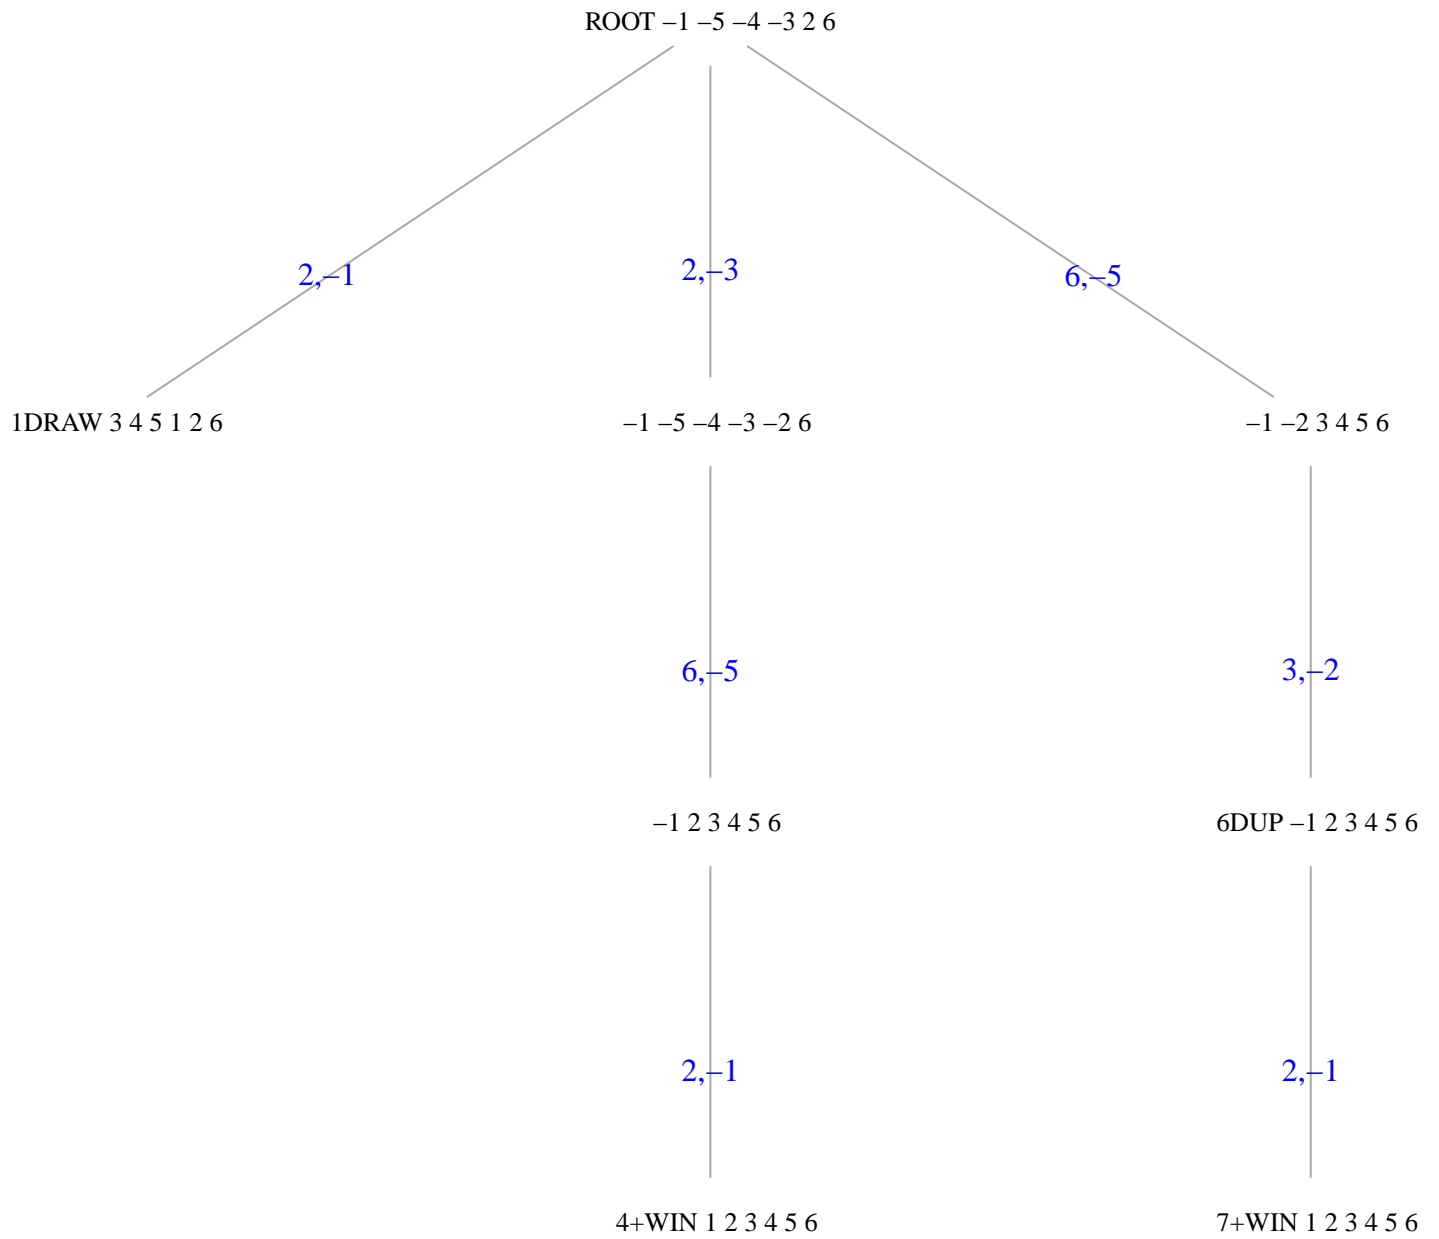 ROOT –1 –5 –4 –3 2 6
2,–1
2,–3
6,–5
1DRAW 3 4 5 1 2 6
–1 –5 –4 –3 –2 6
–1 –2 3 4 5 6
6,–5
3,–2
–1 2 3 4 5 6
6DUP –1 2 3 4 5 6
2,–1
2,–1
4+WIN 1 2 3 4 5 6
7+WIN 1 2 3 4 5 6